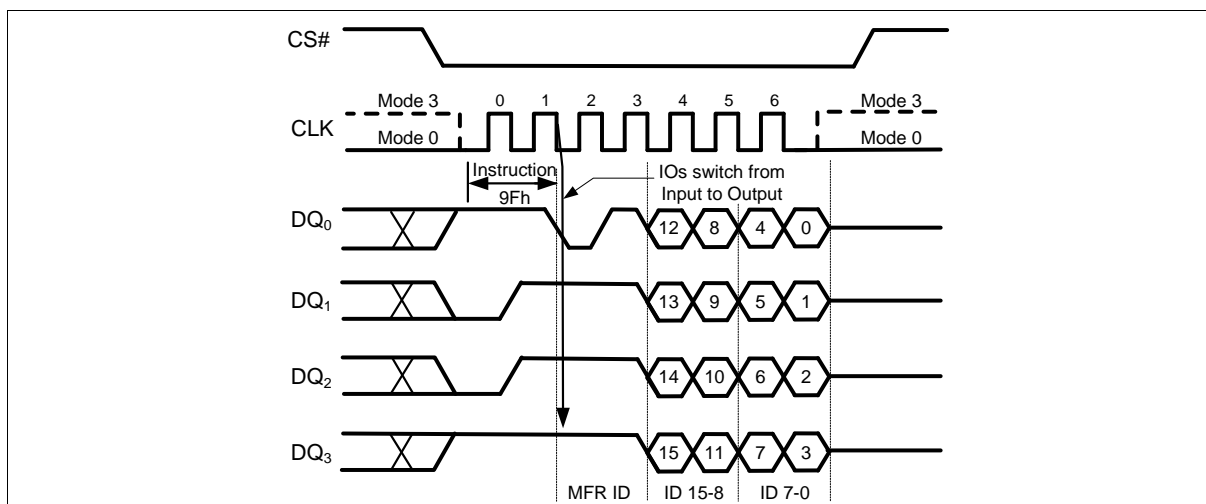 CS#
0 1 2 3 4 5 6
Mode 3
Mode 3
CLK
Mode 0
Mode 0
Instruction
9Fh
IOs switch from
Input to Output
DQ0
12 8 4 0
DQ1
13 9 5 1
DQ2
14 10 6 2
DQ3
15 11 7 3
MFR ID ID 15-8 ID 7-0